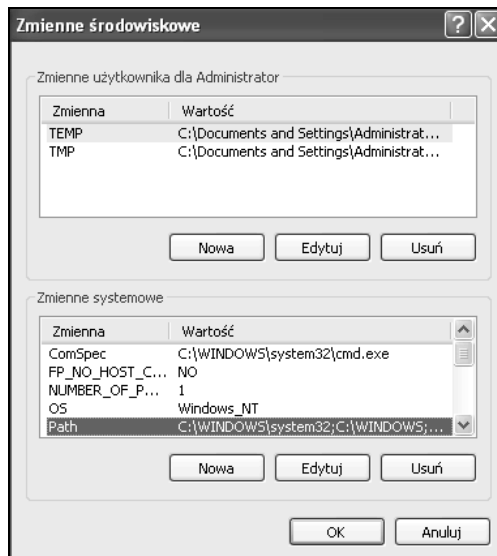 Zmienne środowiskowe
Zmienne użytkownika dla Administrator
Zmienna Wartość
TEMP C:\Documents and Settings\Administrat...
TMP C:\Documents and Settings\Administrat...
Nowa Edytuj Usuń
Zmienne systemowe
Zmienna Wartość
ComSpec C:\WINDOWS\system32\cmd.exe
FP_NO_HOST_C... NO
NUMBER_OF_P... 1
OS Windows_NT
Path C:\WINDOWS\system32;C:\WINDOWS;...
Nowa Edytuj Usuń
OK Anuluj